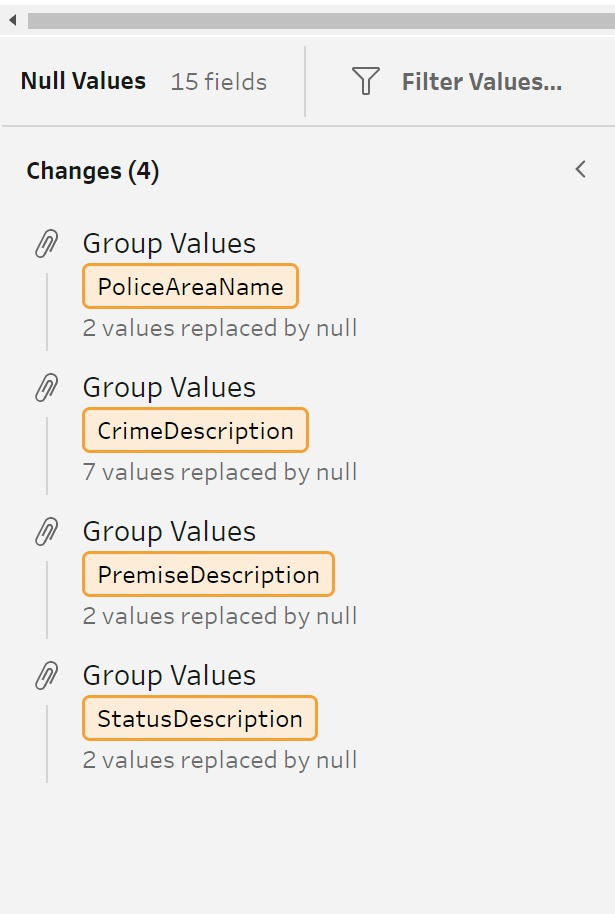 Null Values 15 fields Filter Values...
Changes (4)
Group Values
PoliceAreaName
2 values replaced by null
Group Values
CrimeDescription
7 values replaced by null
Group Values
PremiseDescription
2 values replaced by null
Group Values
StatusDescription
2 values replaced by null